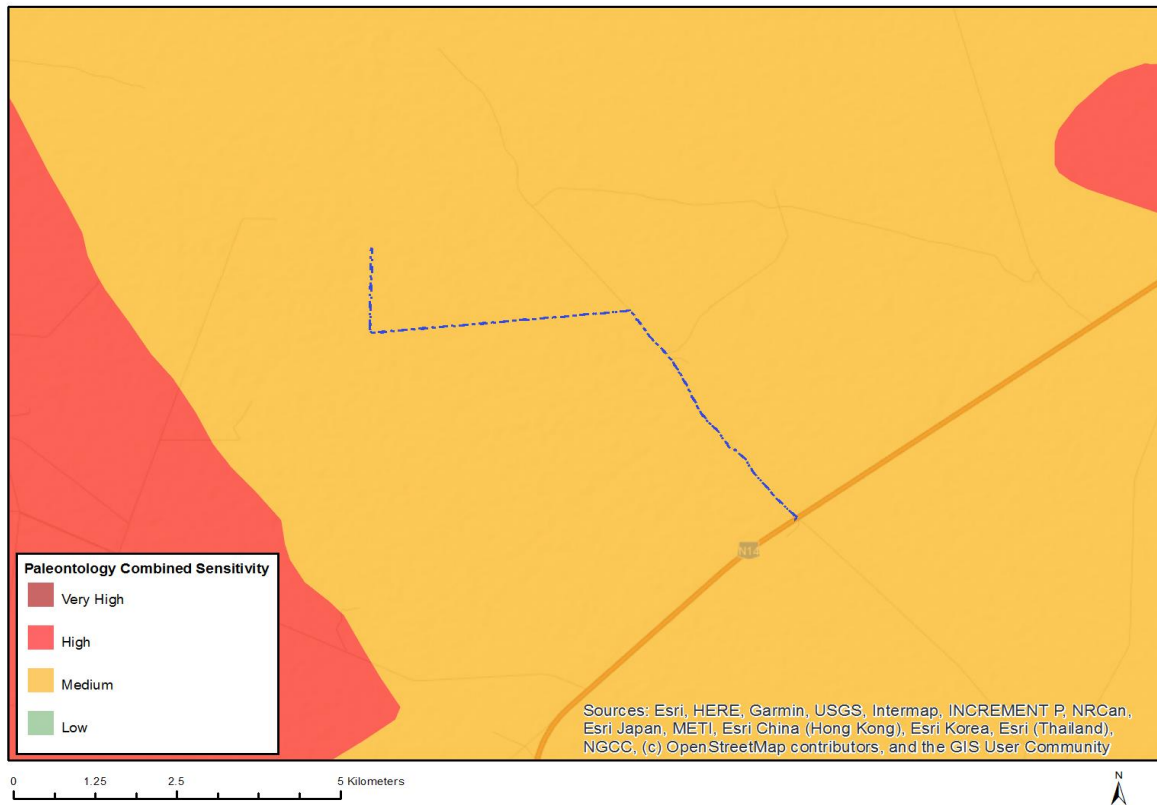 N14
Paleontology Combined Sensitivity
Very High
High
Medium
Low
Sources: Esri, HERE, Garmin, USGS, Intermap, INCREMENT P, NRCan,
Esri Japan, METI, Esri China (Hong Kong), Esri Korea, Esri (Thailand),
NGCC, (c) OpenStreetMap contributors, and the GIS User Community
0 1.25 2.5 5 Kilometers
N